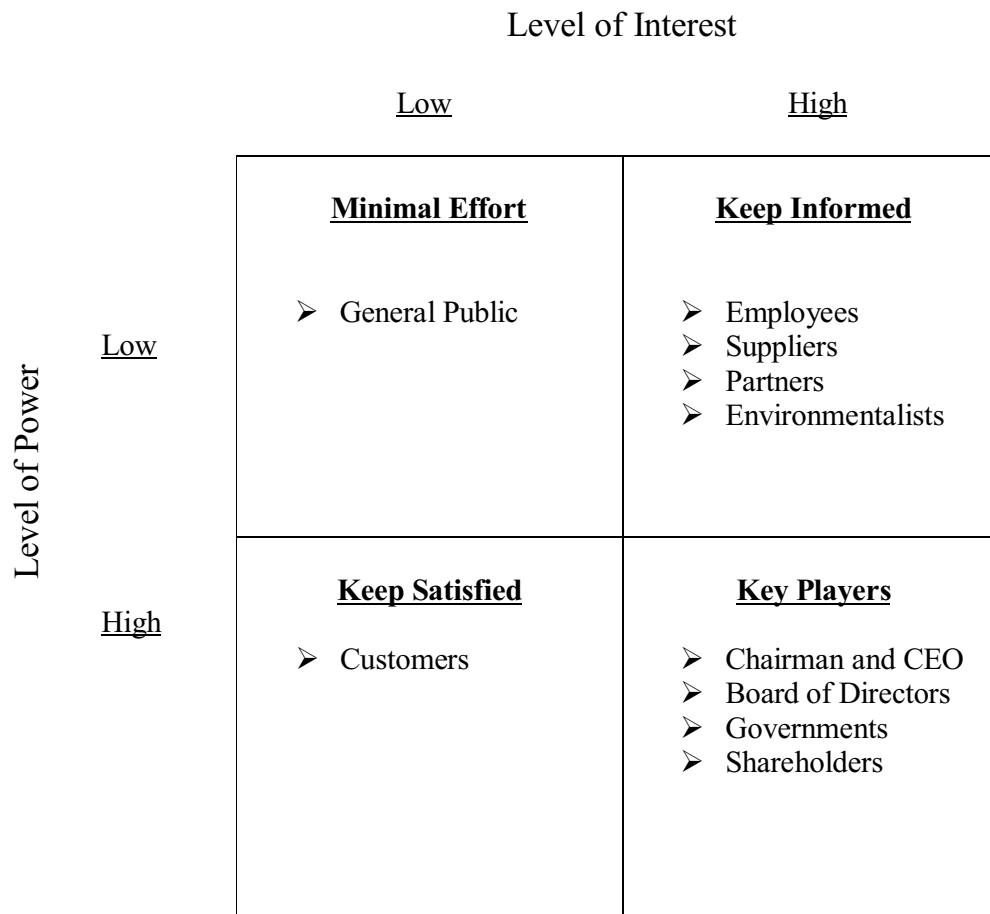 Level of Interest
Low
High
Level of Power
Low
Minimal Effort
➢ General Public
Keep Informed
➢ Employees
➢ Suppliers
➢ Partners
➢ Environmentalists
High
Keep Satisfied
➢ Customers
Key Players
➢ Chairman and CEO
➢ Board of Directors
➢ Governments
➢ Shareholders